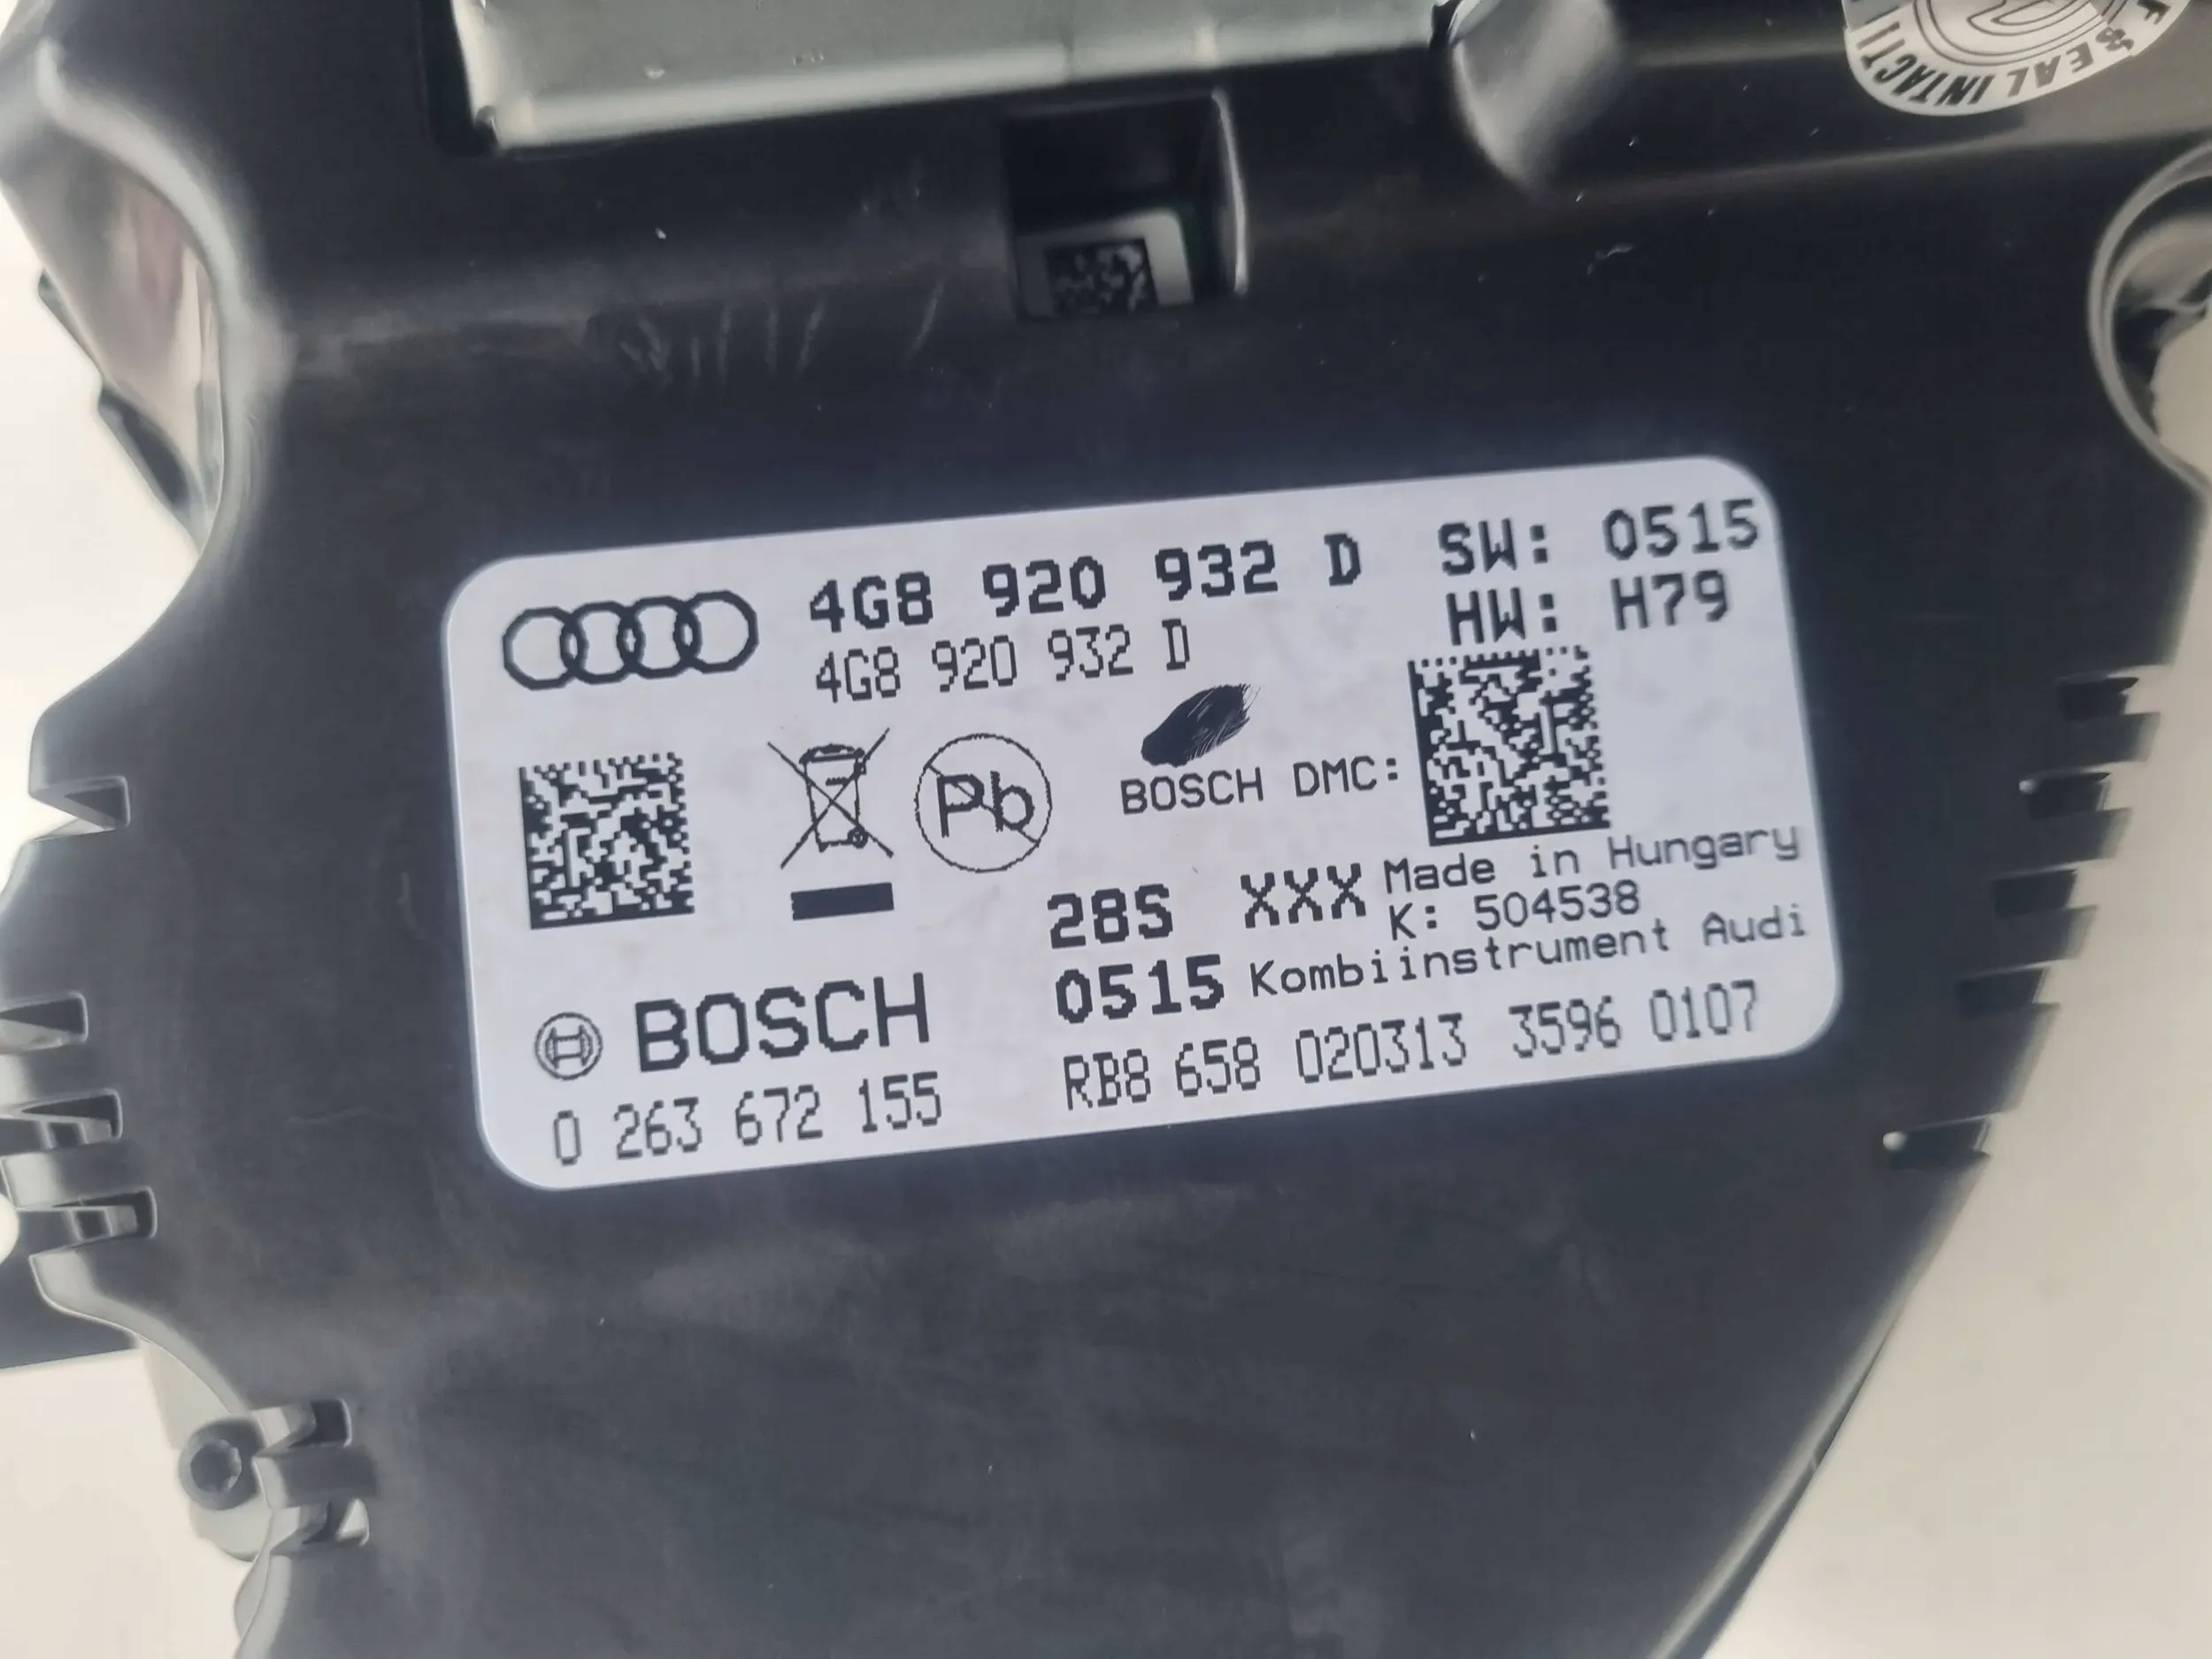 F SEAL INTACT
4G8 920 932 D SW: 0515
4G8 920 932 D HW: H79
Pb
BOSCH DMC:
28S XXX Made in Hungary
K: 504538
0515 Kombiinstrument Audi
BOSCH
0 263 672 155
RB8 658 020313 3596 0107